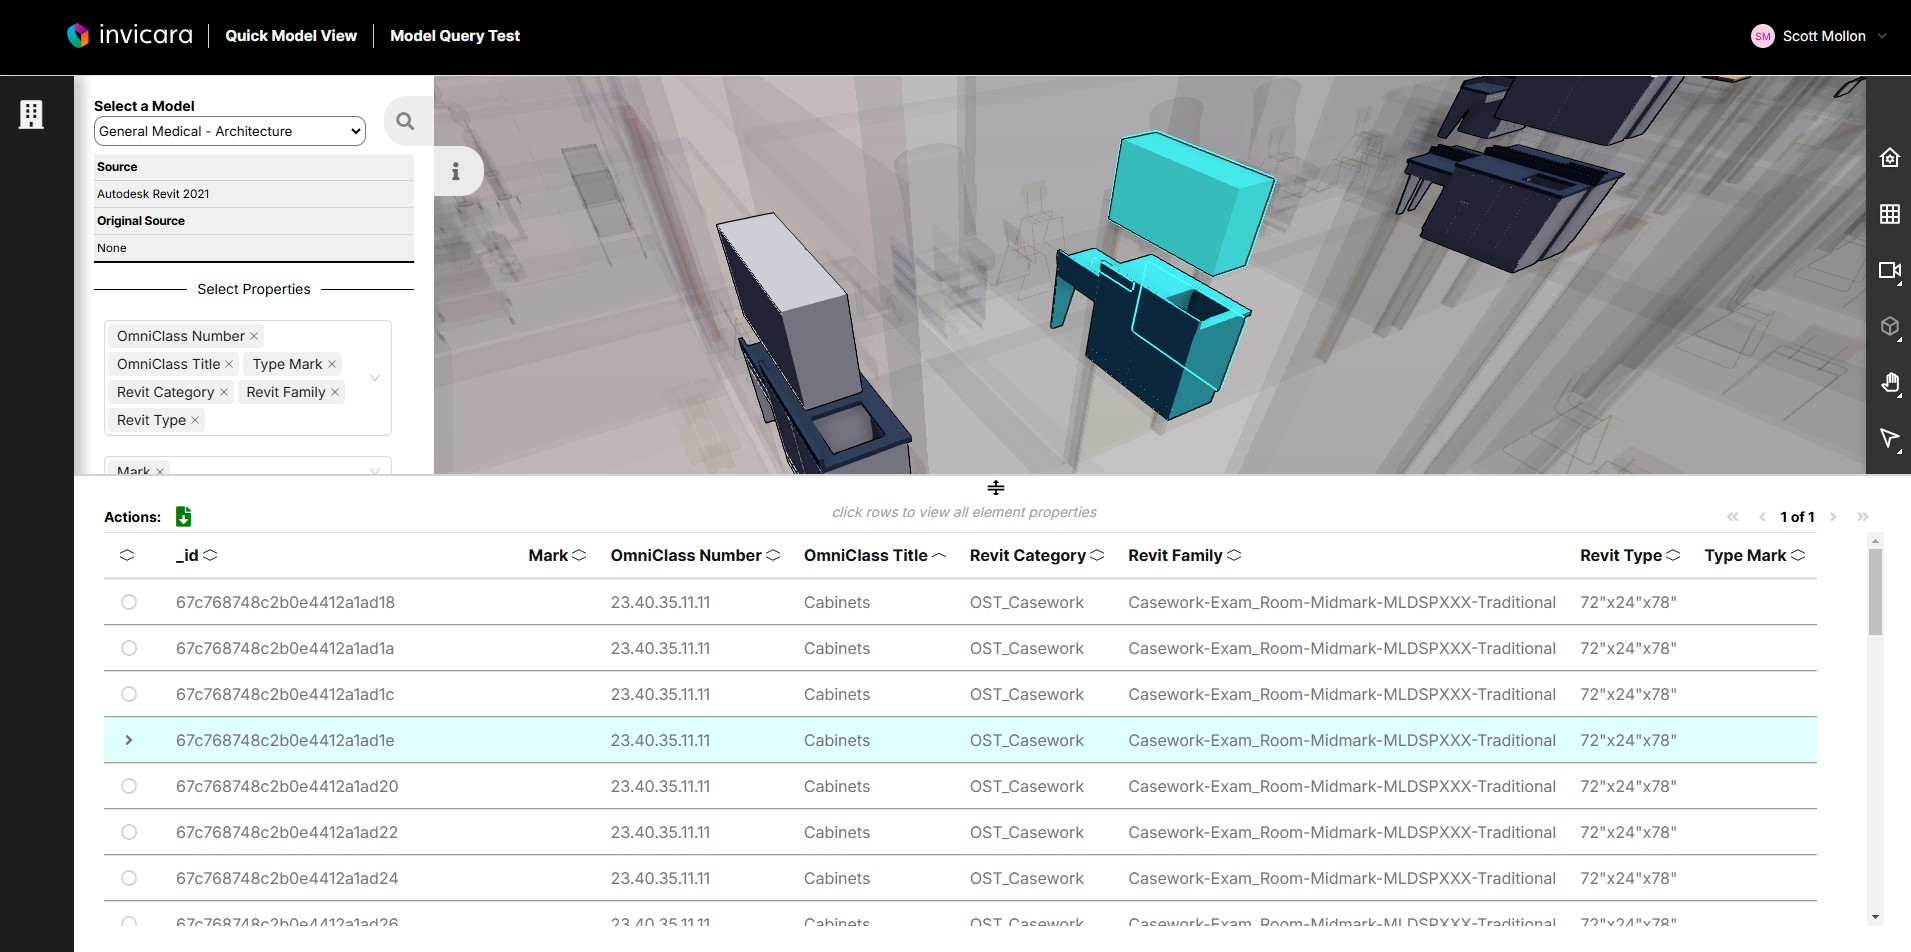 invicara
Quick Model View
Model Query Test
SM
Scott Mollon
Select a Model
General Medical - Architecture
Source
Autodesk Revit 2021
Original Source
None
Select Properties
OmniClass Number ×
OmniClass Title × Type Mark ×
Revit Category × Revit Family ×
Revit Type ×
Mark ×
Actions:
click rows to view all element properties
« ‹ 1 of 1 › »
_id Mark OmniClass Number OmniClass Title Revit Category Revit Family Revit Type Type Mark
67c768748c2b0e4412a1ad18 23.40.35.11.11 Cabinets OST_Casework Casework-Exam_Room-Midmark-MLDSPXXX-Traditional 72"x24"x78"
67c768748c2b0e4412a1ad1a 23.40.35.11.11 Cabinets OST_Casework Casework-Exam_Room-Midmark-MLDSPXXX-Traditional 72"x24"x78"
67c768748c2b0e4412a1ad1c 23.40.35.11.11 Cabinets OST_Casework Casework-Exam_Room-Midmark-MLDSPXXX-Traditional 72"x24"x78"
67c768748c2b0e4412a1ad1e 23.40.35.11.11 Cabinets OST_Casework Casework-Exam_Room-Midmark-MLDSPXXX-Traditional 72"x24"x78"
67c768748c2b0e4412a1ad20 23.40.35.11.11 Cabinets OST_Casework Casework-Exam_Room-Midmark-MLDSPXXX-Traditional 72"x24"x78"
67c768748c2b0e4412a1ad22 23.40.35.11.11 Cabinets OST_Casework Casework-Exam_Room-Midmark-MLDSPXXX-Traditional 72"x24"x78"
67c768748c2b0e4412a1ad24 23.40.35.11.11 Cabinets OST_Casework Casework-Exam_Room-Midmark-MLDSPXXX-Traditional 72"x24"x78"
67c768748c2b0e4412a1ad26 23.40.35.11.11 Cabinets OST_Casework Casework-Exam_Room-Midmark-MLDSPXXX-Traditional 72"x24"x78"